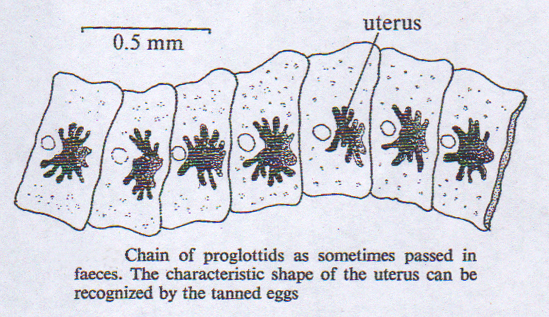 uterus
0.5 mm
Chain of proglottids as sometimes passed in
faeces. The characteristic shape of the uterus can be
recognized by the tanned eggs